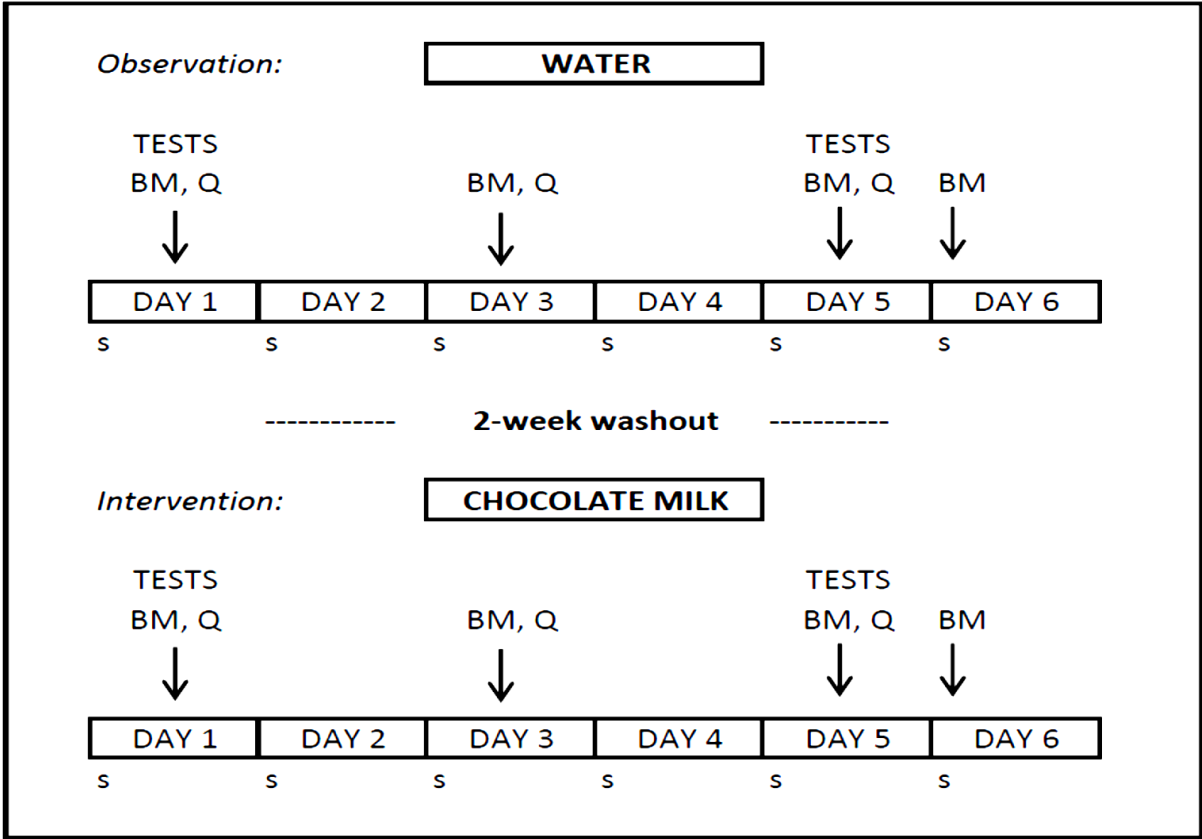 Observation: WATER
TESTS TESTS
BM, Q BM, Q BM, Q BM
DAY 1 DAY 2 DAY 3 DAY 4 DAY 5 DAY 6
s s s s s s
------------ 2-week washout -----------
Intervention: CHOCOLATE MILK
TESTS TESTS
BM, Q BM, Q BM, Q BM
DAY 1 DAY 2 DAY 3 DAY 4 DAY 5 DAY 6
s s s s s s